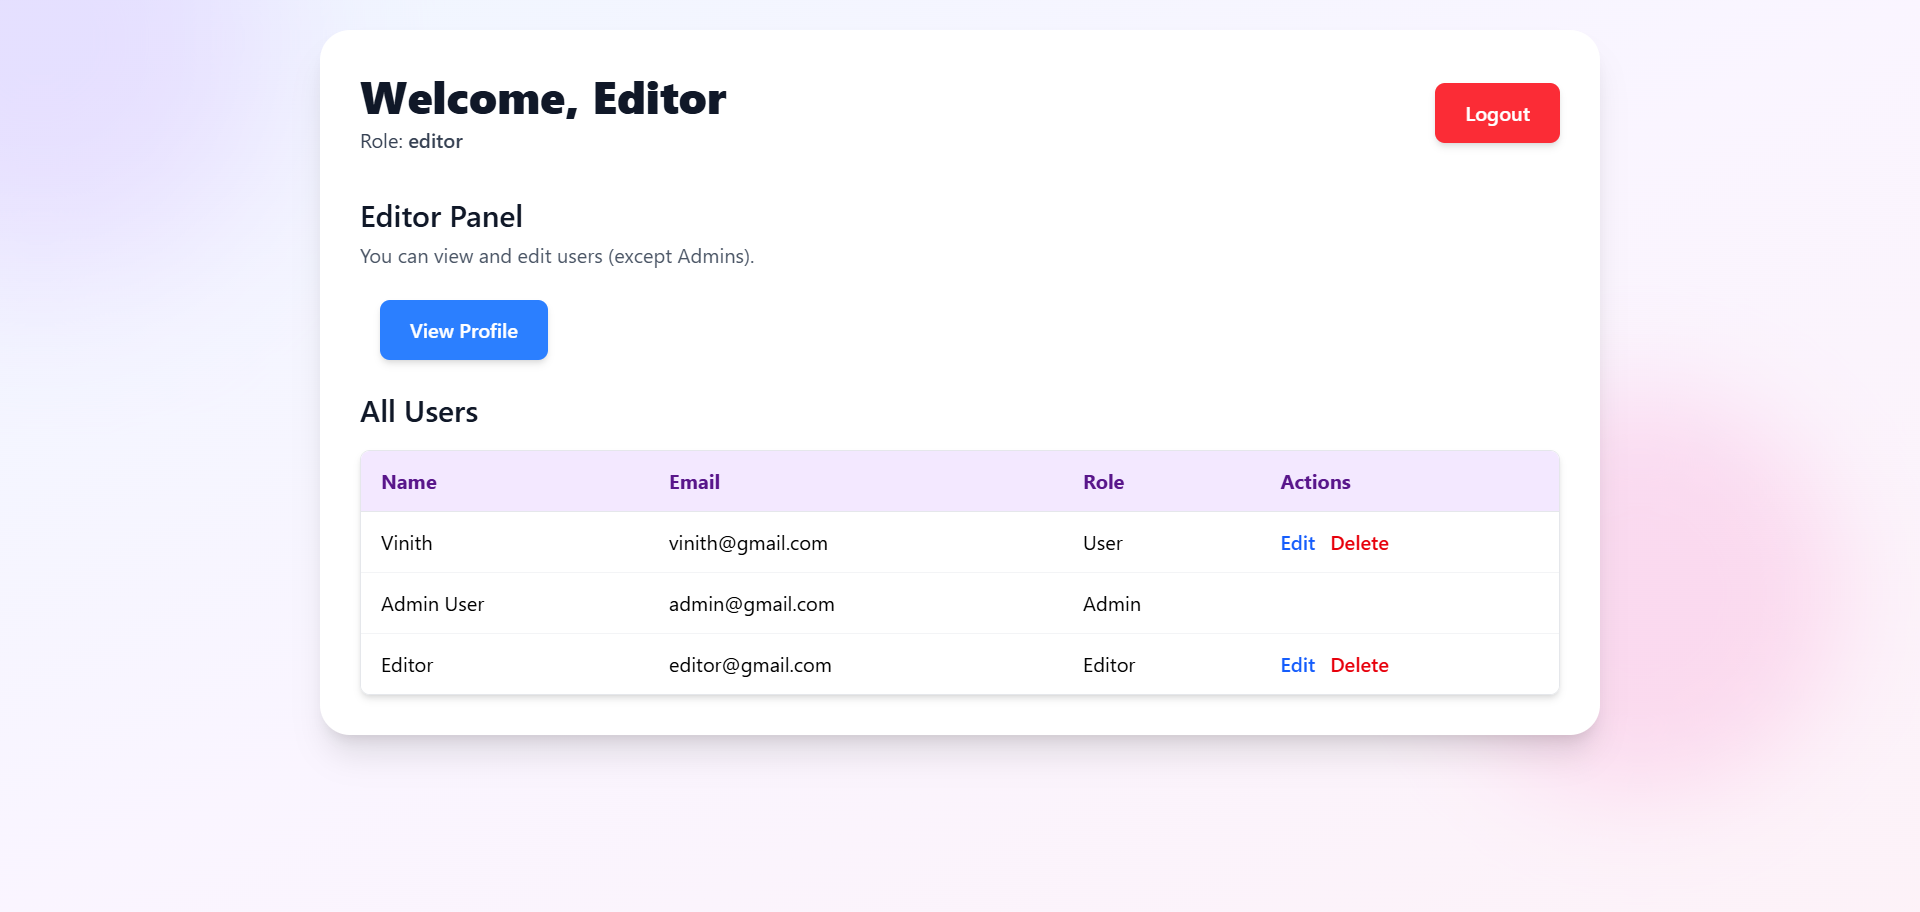 Welcome, Editor
Logout
Role: editor
Editor Panel
You can view and edit users (except Admins).
View Profile
All Users
Name Email Role Actions
Vinith vinith@gmail.com User Edit Delete
Admin User admin@gmail.com Admin
Editor editor@gmail.com Editor Edit Delete